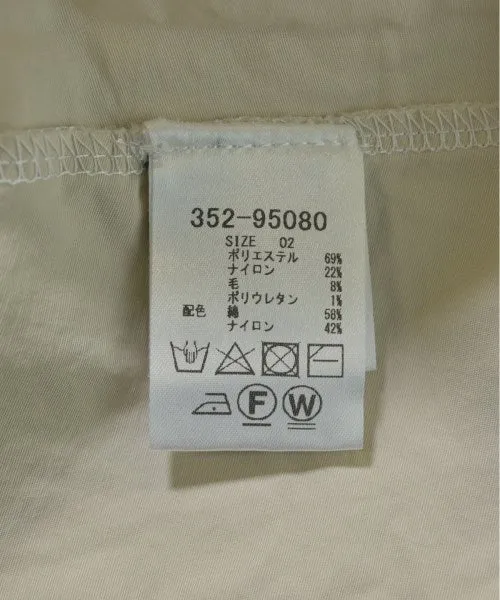 352-95080
SIZE 02
ポリエステル 69%
ナイロン 22%
毛 8%
ポリウレタン 1%
配色 綿 58%
ナイロン 42%
F W